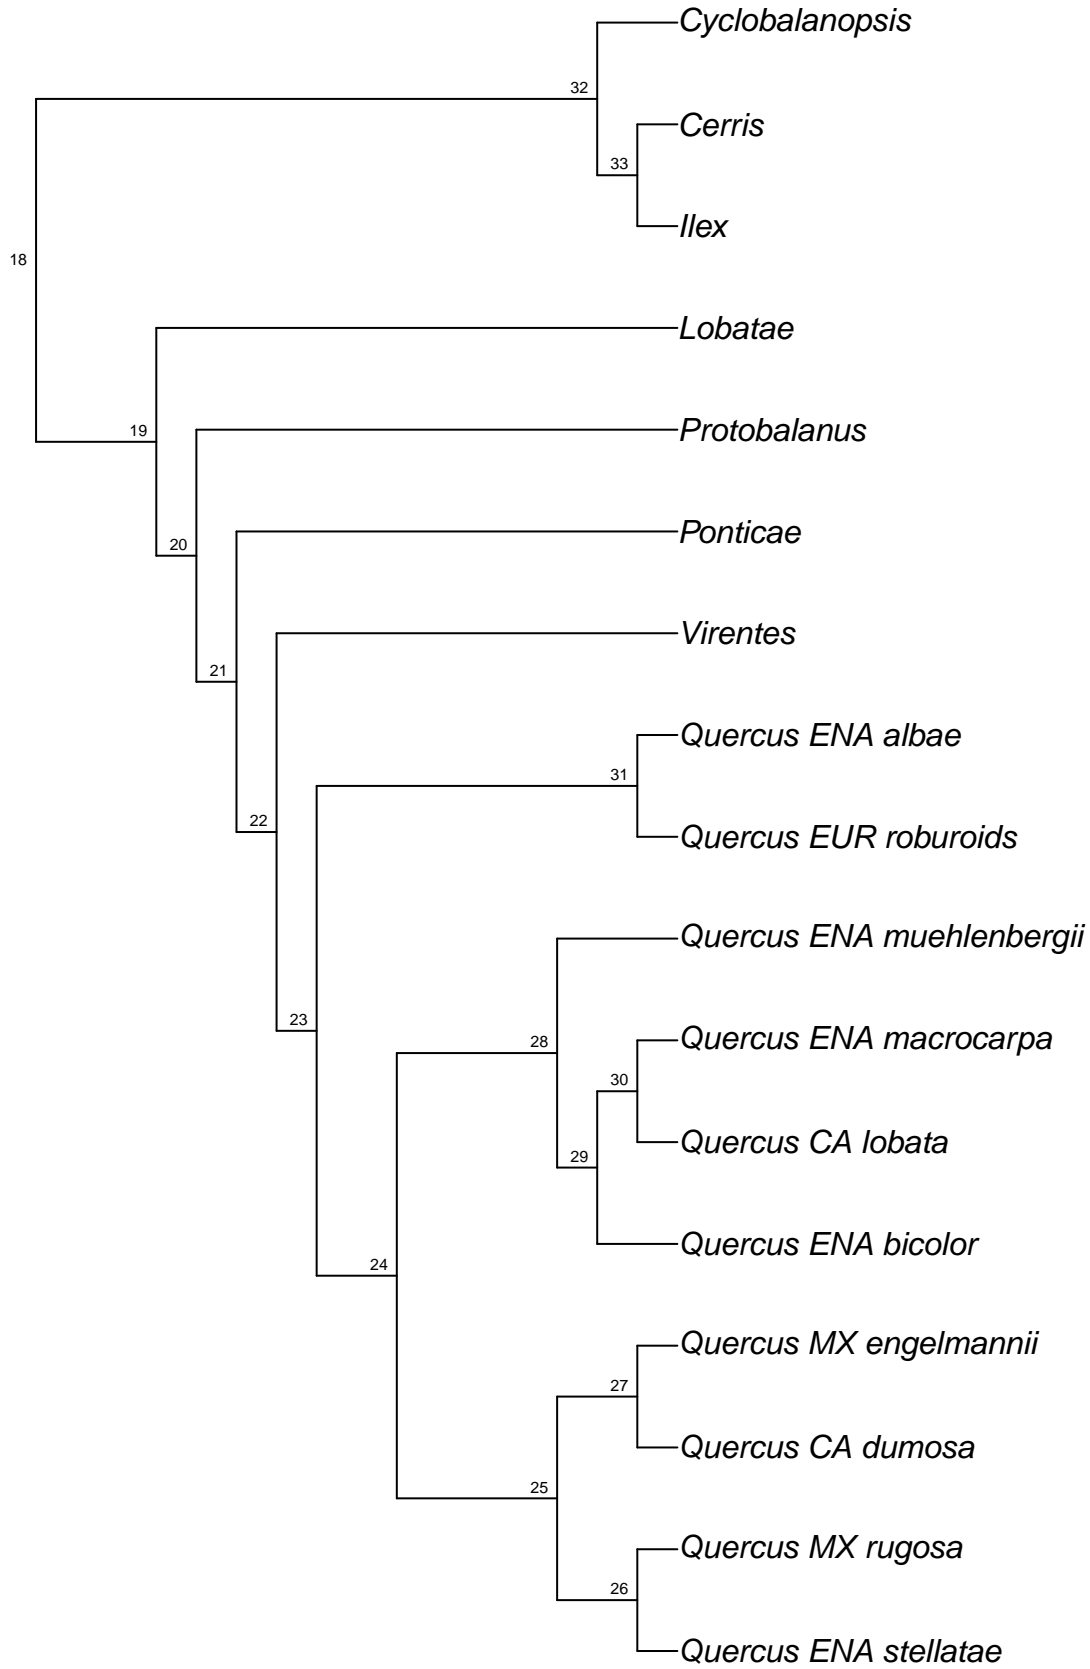 Cyclobalanopsis
32
Cerris
33
Ilex
18
Lobatae
Protobalanus
19
Ponticae
20
Virentes
21
Quercus ENA albae
31
22
Quercus EUR roburoids
Quercus ENA muehlenbergii
23
Quercus ENA macrocarpa
28
30
Quercus CA lobata
29
Quercus ENA bicolor
24
Quercus MX engelmannii
27
Quercus CA dumosa
25
Quercus MX rugosa
26
Quercus ENA stellatae